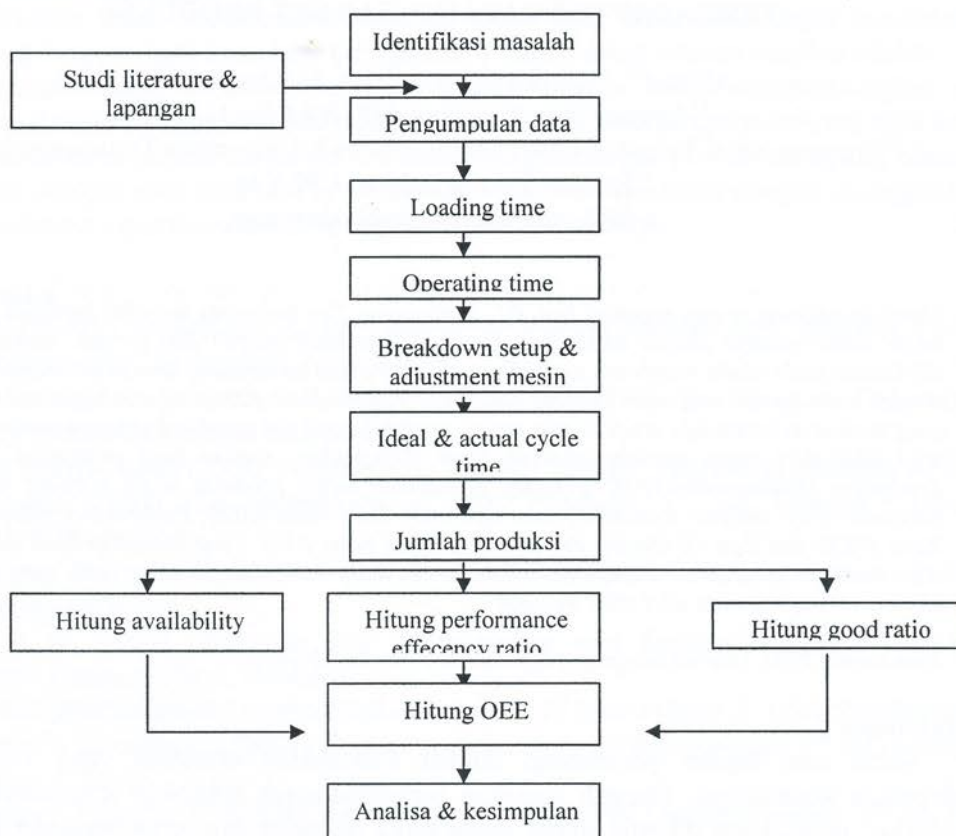 Identifikasi masalah
Studi literature &
lapangan
Pengumpulan data
Loading time
Operating time
Breakdown setup &
adjustment mesin
Ideal & actual cycle
time
Jumlah produksi
Hitung availability
Hitung performance
effecency ratio
Hitung good ratio
Hitung OEE
Analisa & kesimpulan